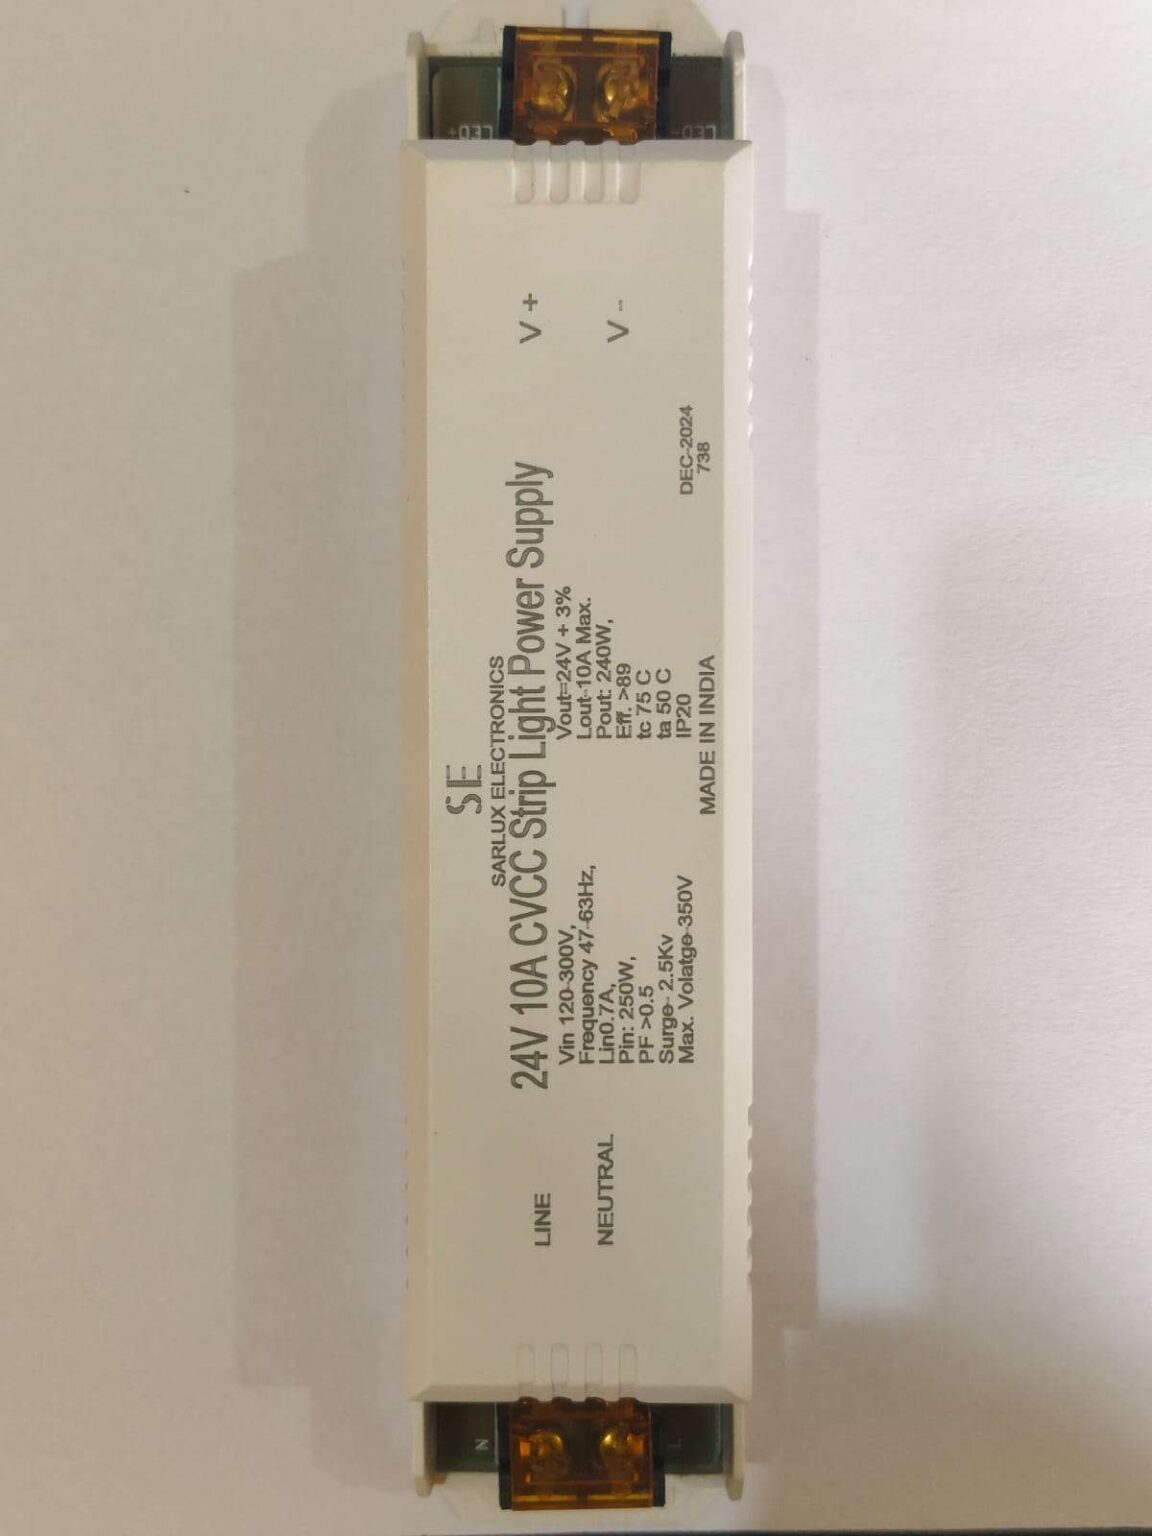 SE
SARLUX ELECTRONICS
24V 10A CVCC Strip Light Power Supply
LINE
NEUTRAL
Vin 120-300V,
Frequency 47-63Hz,
Lin0.7A,
Pin: 250W,
PF >0.5
Surge- 2.5Kv
Max. Volatge-350V
Vout=24V + 3%
Lout-10A Max.
Pout: 240W,
Eff. >89
tc 75 C
ta 50 C
IP20
MADE IN INDIA
DEC-2024
738
V +
V -
LED+
LED-
N
L